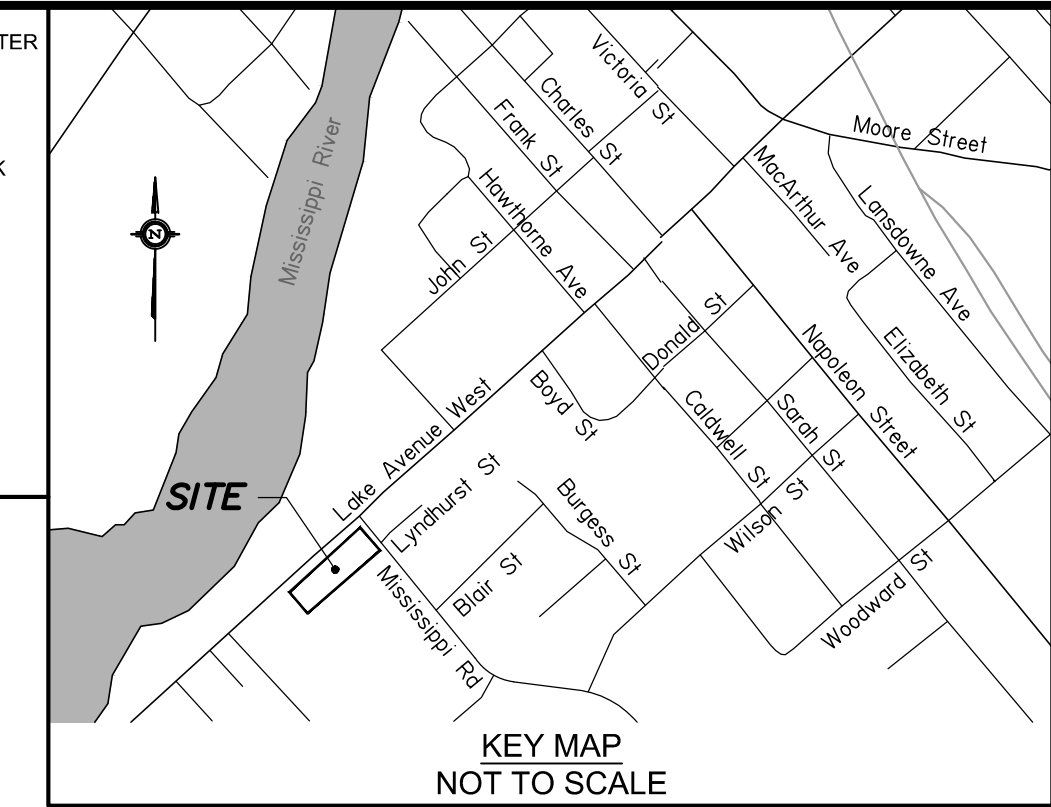 TER
K
N
Mississippi River
Victoria St
Charles St
Frank St
Hawthorne Ave
John St
Moore Street
MacArthur Ave
Lansdowne Ave
Donald St
Napoleon Street
Elizabeth St
Boyd St
Caldwell St
Sarah St
Lake Avenue West
SITE
Lyndhurst St
Burgess St
Wilson St
Blair St
Mississippi Rd
Woodward St
KEY MAP
NOT TO SCALE